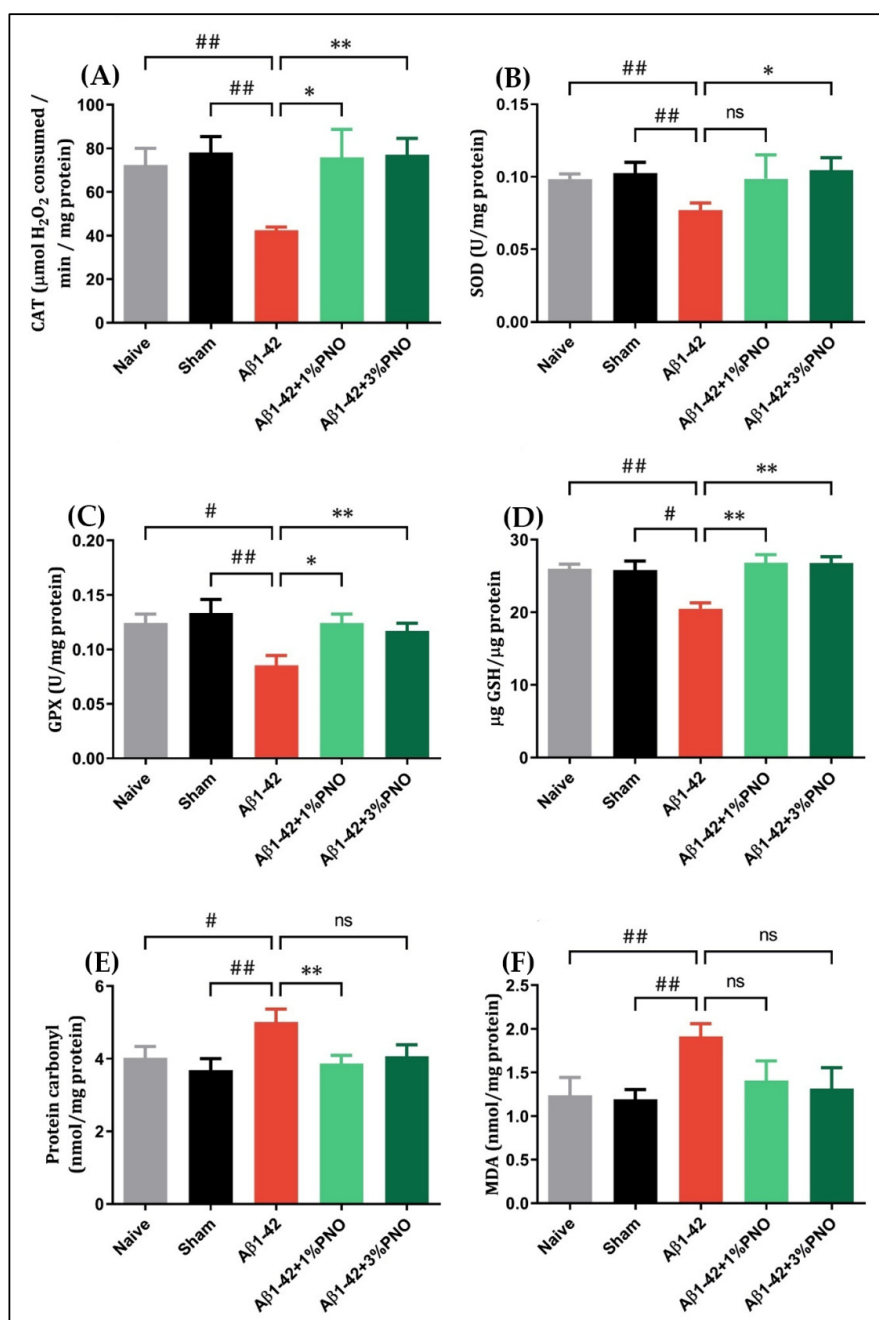 (A)
## **
## *
CAT (μmol H₂O₂ consumed /
min / mg protein)
100
80
60
40
20
0
Naive
Sham
Aβ1-42
Aβ1-42+1%PNO
Aβ1-42+3%PNO
(B)
## *
## ns
SOD (U/mg protein)
0.15
0.10
0.05
0.00
Naive
Sham
Aβ1-42
Aβ1-42+1%PNO
Aβ1-42+3%PNO
(C)
# **
## *
GPX (U/mg protein)
0.20
0.15
0.10
0.05
0.00
Naive
Sham
Aβ1-42
Aβ1-42+1%PNO
Aβ1-42+3%PNO
(D)
## **
# **
μg GSH/μg protein
30
20
10
0
Naive
Sham
Aβ1-42
Aβ1-42+1%PNO
Aβ1-42+3%PNO
(E)
# ns
## **
Protein carbonyl
(nmol/mg protein)
6
4
2
0
Naive
Sham
Aβ1-42
Aβ1-42+1%PNO
Aβ1-42+3%PNO
(F)
## ns
## ns
MDA (nmol/mg protein)
2.5
2.0
1.5
1.0
0.5
0.0
Naive
Sham
Aβ1-42
Aβ1-42+1%PNO
Aβ1-42+3%PNO